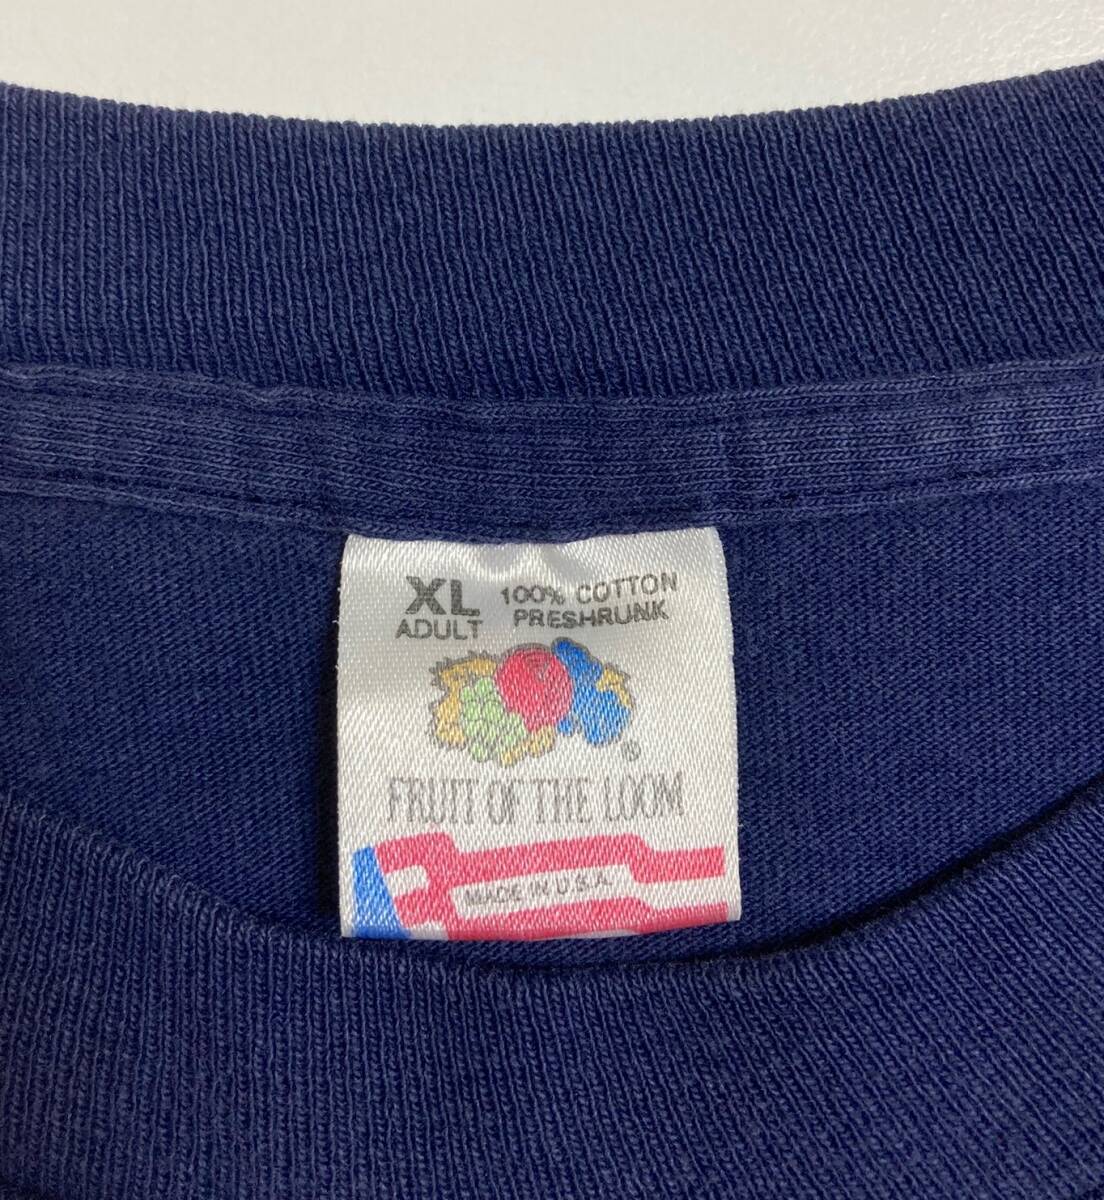 XL
ADULT
100% COTTON
PRESHRUNK
®
FRUIT OF THE LOOM
MADE IN U.S.A.